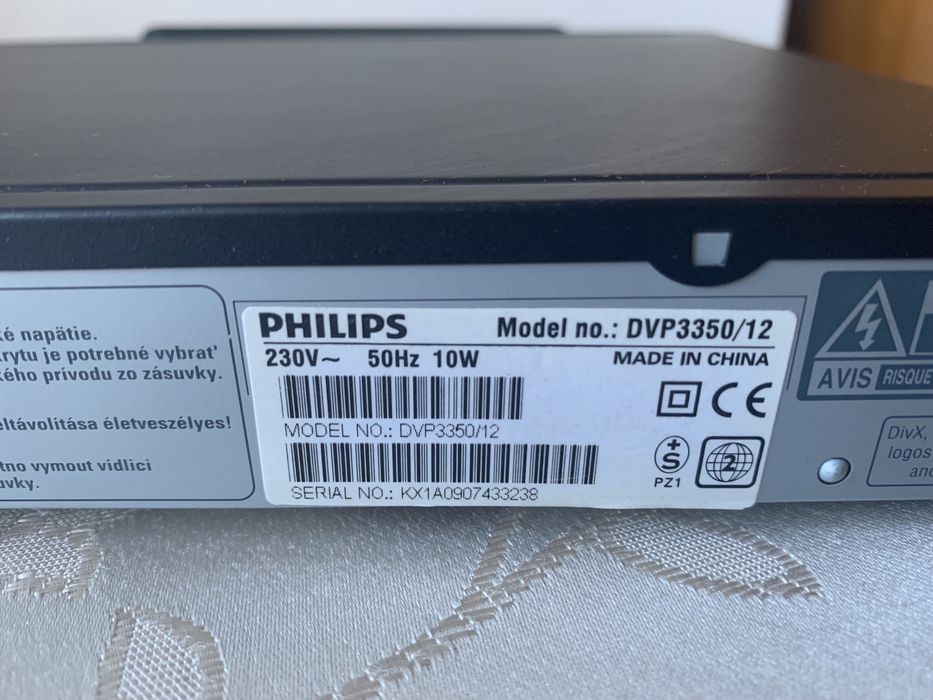 ké napätie.
krytu je potrebné vybrat'
kého prívodu zo zásuvky.
eltávolítása életveszélyes!
tno vymout vidlici
uvky.
PHILIPS
Model no.: DVP3350/12
230V~ 50Hz 10W
MADE IN CHINA
MODEL NO.: DVP3350/12
SERIAL NO.: KX1A0907433238
CE
+
S
PZ1
2
AVIS
RISQUE
DivX,
logos
and